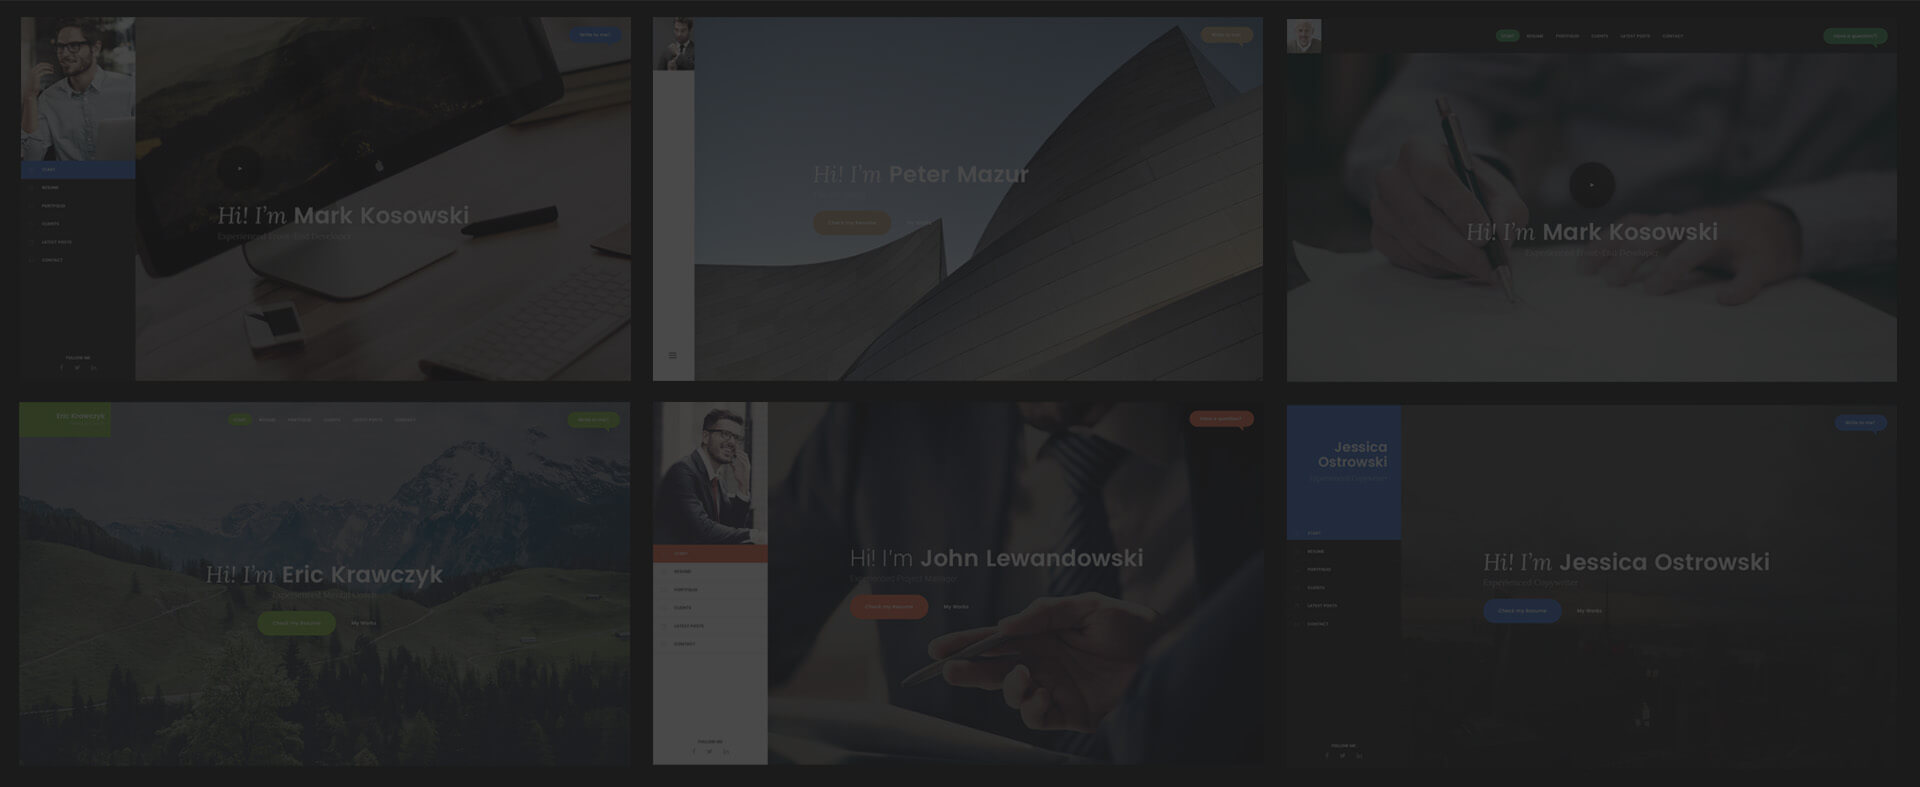 Write to me!
START
RESUME
PORTFOLIO
CLIENTS
LATEST POSTS
CONTACT
Hi! I'm Mark Kosowski
Experienced Front-End Developer
FOLLOW ME
Write to me!
Hi! I'm Peter Mazur
Check my Resume
My Works
START
RESUME
PORTFOLIO
CLIENTS
LATEST POSTS
CONTACT
Have a question?
Hi! I'm Mark Kosowski
Experienced Front-End Developer
Eric Krawczyk
START
RESUME
PORTFOLIO
CLIENTS
LATEST POSTS
CONTACT
Write to me!
Hi! I'm Eric Krawczyk
Experienced Mental Coach
Check my Resume
My Works
Have a question?
START
RESUME
PORTFOLIO
CLIENTS
LATEST POSTS
CONTACT
Hi! I'm John Lewandowski
Experienced Project Manager
Check my Resume
My Works
FOLLOW ME
Jessica
Ostrowski
Experienced Copywriter
Write to me!
START
RESUME
PORTFOLIO
CLIENTS
LATEST POSTS
CONTACT
Hi! I'm Jessica Ostrowski
Experienced Copywriter
Check my Resume
My Works
FOLLOW ME